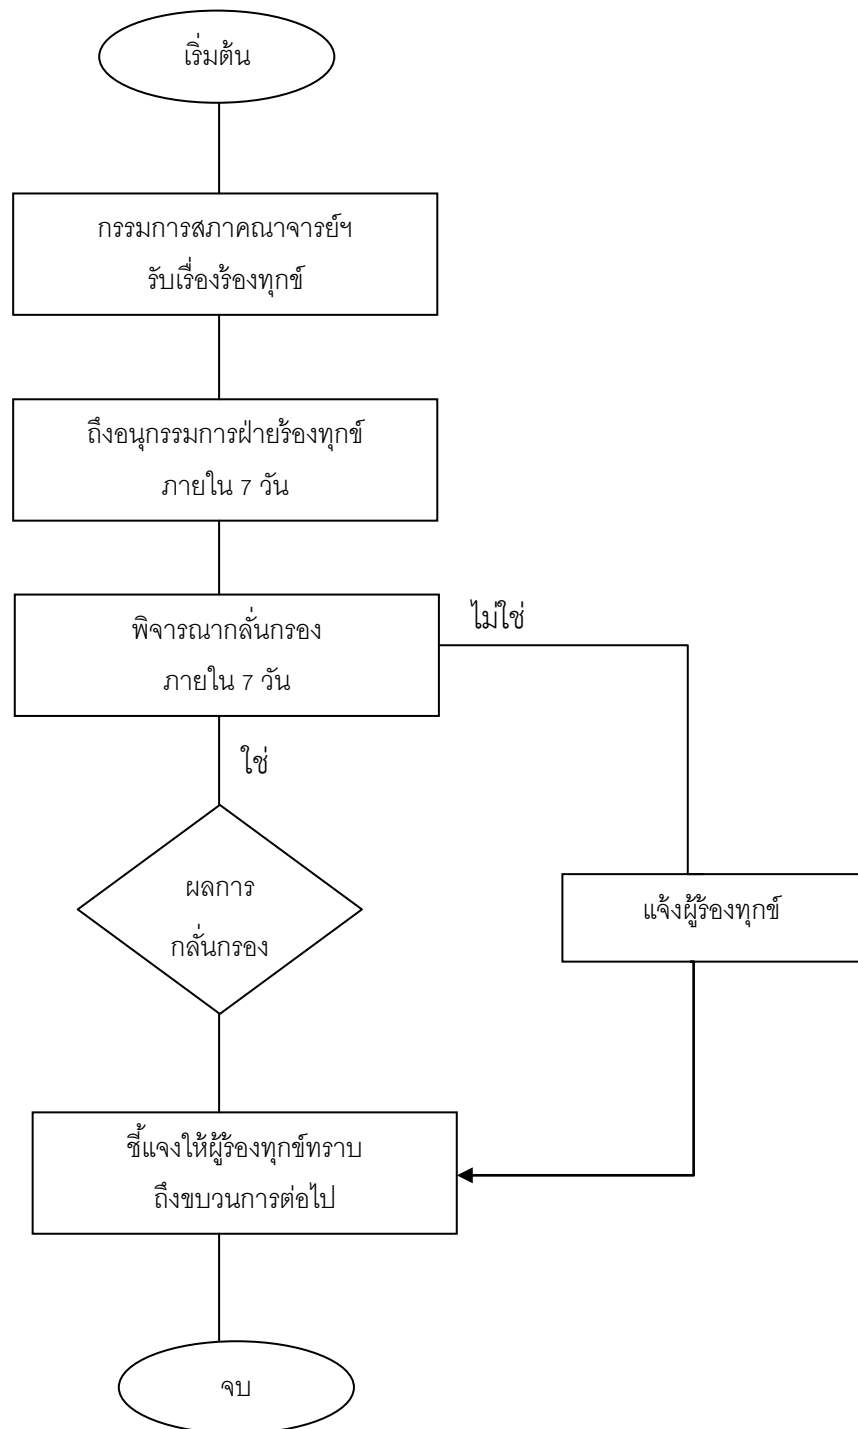 เริ่มต้น
กรรมการสภาคณาจารย์ฯ
รับเรื่องร้องทุกข์
ถึงอนุกรรมการฝ่ายร้องทุกข์
ภายใน 7 วัน
พิจารณากลั่นกรอง
ภายใน 7 วัน
ไม่ใช่
ใช่
ผลการ
กลั่นกรอง
แจ้งผู้ร้องทุกข์
ชี้แจงให้ผู้ร้องทุกข์ทราบ
ถึงขบวนการต่อไป
จบ